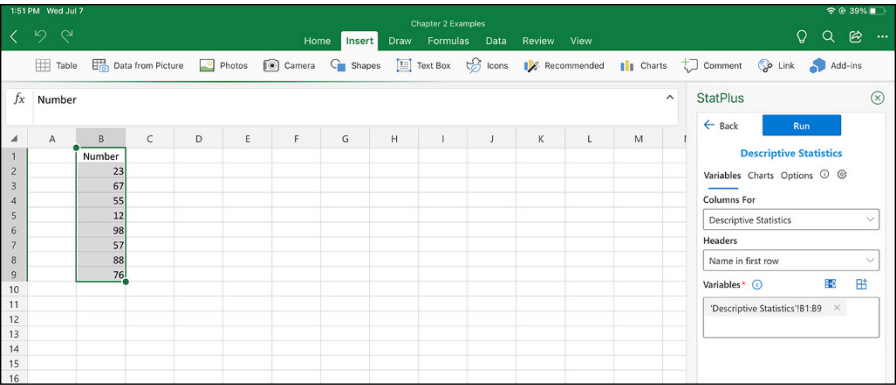 1:51 PM Wed Jul 7
39%
Chapter 2 Examples
Home Insert Draw Formulas Data Review View
Table Data from Picture Photos Camera Shapes Text Box Icons Recommended Charts Comment Link Add-ins
fx Number
StatPlus
Back Run
A B C D E F G H I J K L M
Descriptive Statistics
1 Number
Variables Charts Options
2 23
3 67
Columns For
4 55
Descriptive Statistics
5 12
6 98
Headers
7 57
Name in first row
8 88
Variables*
9 76
10
'Descriptive Statistics'!B1:B9
11
12
13
14
15
16